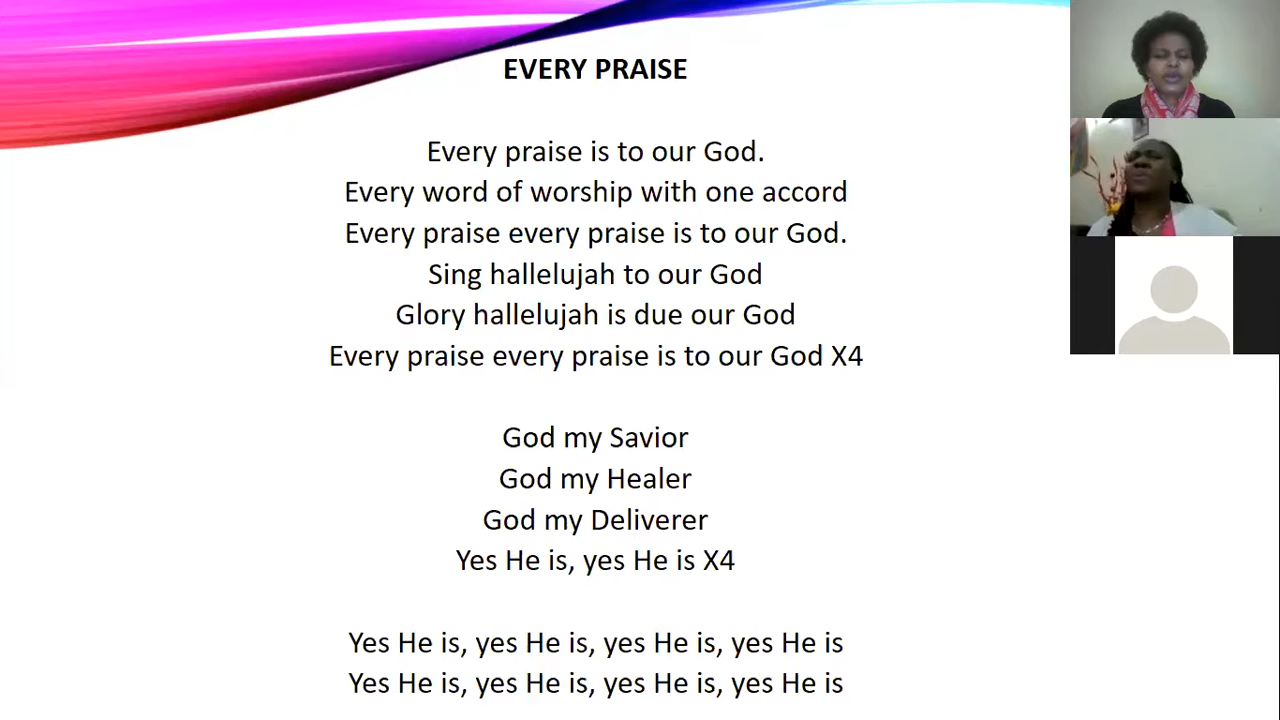 EVERY PRAISE
Every praise is to our God.
Every word of worship with one accord
Every praise every praise is to our God.
Sing hallelujah to our God
Glory hallelujah is due our God
Every praise every praise is to our God X4
God my Savior
God my Healer
God my Deliverer
Yes He is, yes He is X4
Yes He is, yes He is, yes He is, yes He is
Yes He is, yes He is, yes He is, yes He is